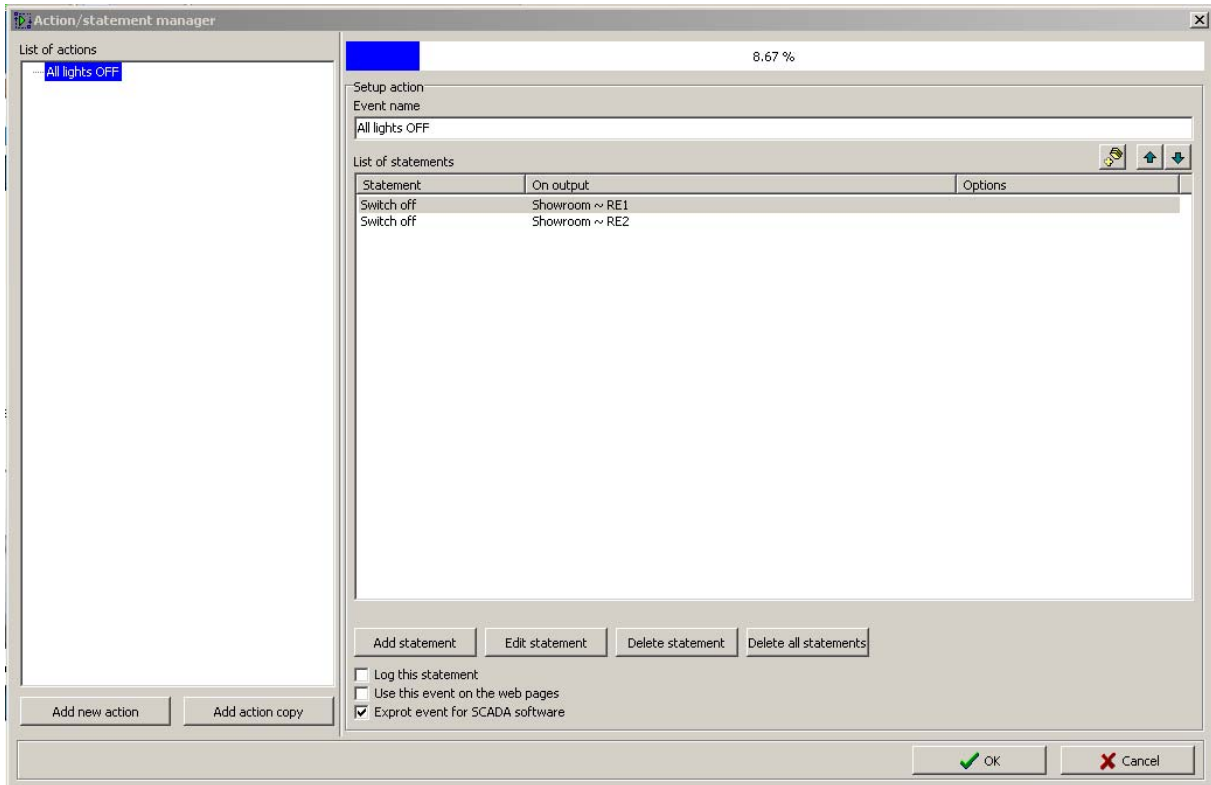 Action/statement manager
List of actions
All lights OFF
8.67 %
Setup action
Event name
All lights OFF
List of statements
Statement On output Options
Switch off Showroom ~ RE1
Switch off Showroom ~ RE2
Add statement Edit statement Delete statement Delete all statements
Log this statement
Use this event on the web pages
Exprot event for SCADA software
Add new action Add action copy
OK Cancel